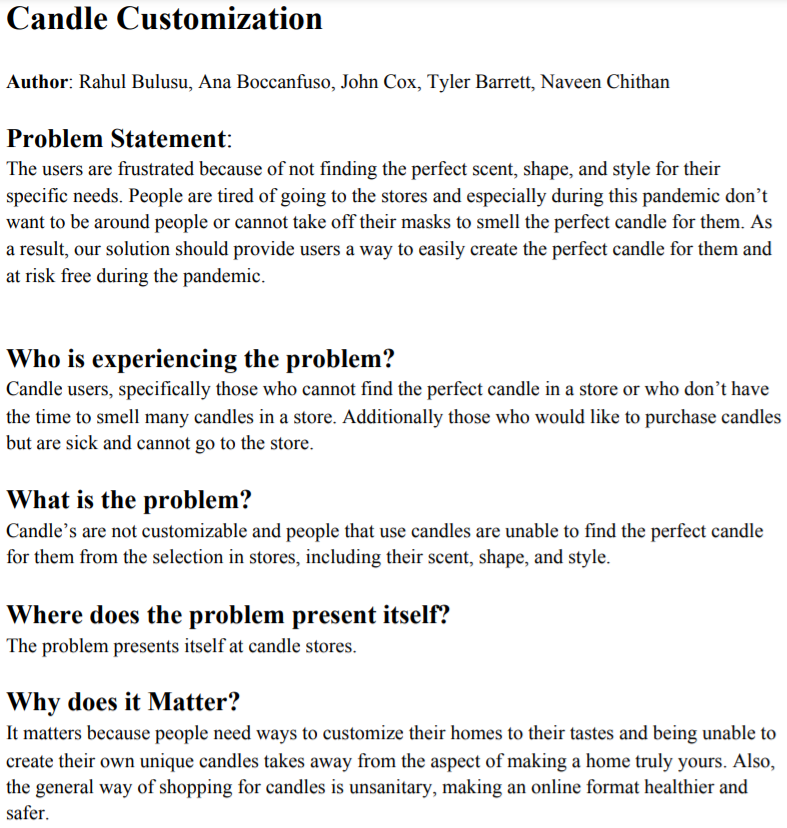 Candle Customization
Author: Rahul Bulusu, Ana Boccanfuso, John Cox, Tyler Barrett, Naveen Chithan
Problem Statement:
The users are frustrated because of not finding the perfect scent, shape, and style for their
specific needs. People are tired of going to the stores and especially during this pandemic don’t
want to be around people or cannot take off their masks to smell the perfect candle for them. As
a result, our solution should provide users a way to easily create the perfect candle for them and
at risk free during the pandemic.
Who is experiencing the problem?
Candle users, specifically those who cannot find the perfect candle in a store or who don’t have
the time to smell many candles in a store. Additionally those who would like to purchase candles
but are sick and cannot go to the store.
What is the problem?
Candle’s are not customizable and people that use candles are unable to find the perfect candle
for them from the selection in stores, including their scent, shape, and style.
Where does the problem present itself?
The problem presents itself at candle stores.
Why does it Matter?
It matters because people need ways to customize their homes to their tastes and being unable to
create their own unique candles takes away from the aspect of making a home truly yours. Also,
the general way of shopping for candles is unsanitary, making an online format healthier and
safer.